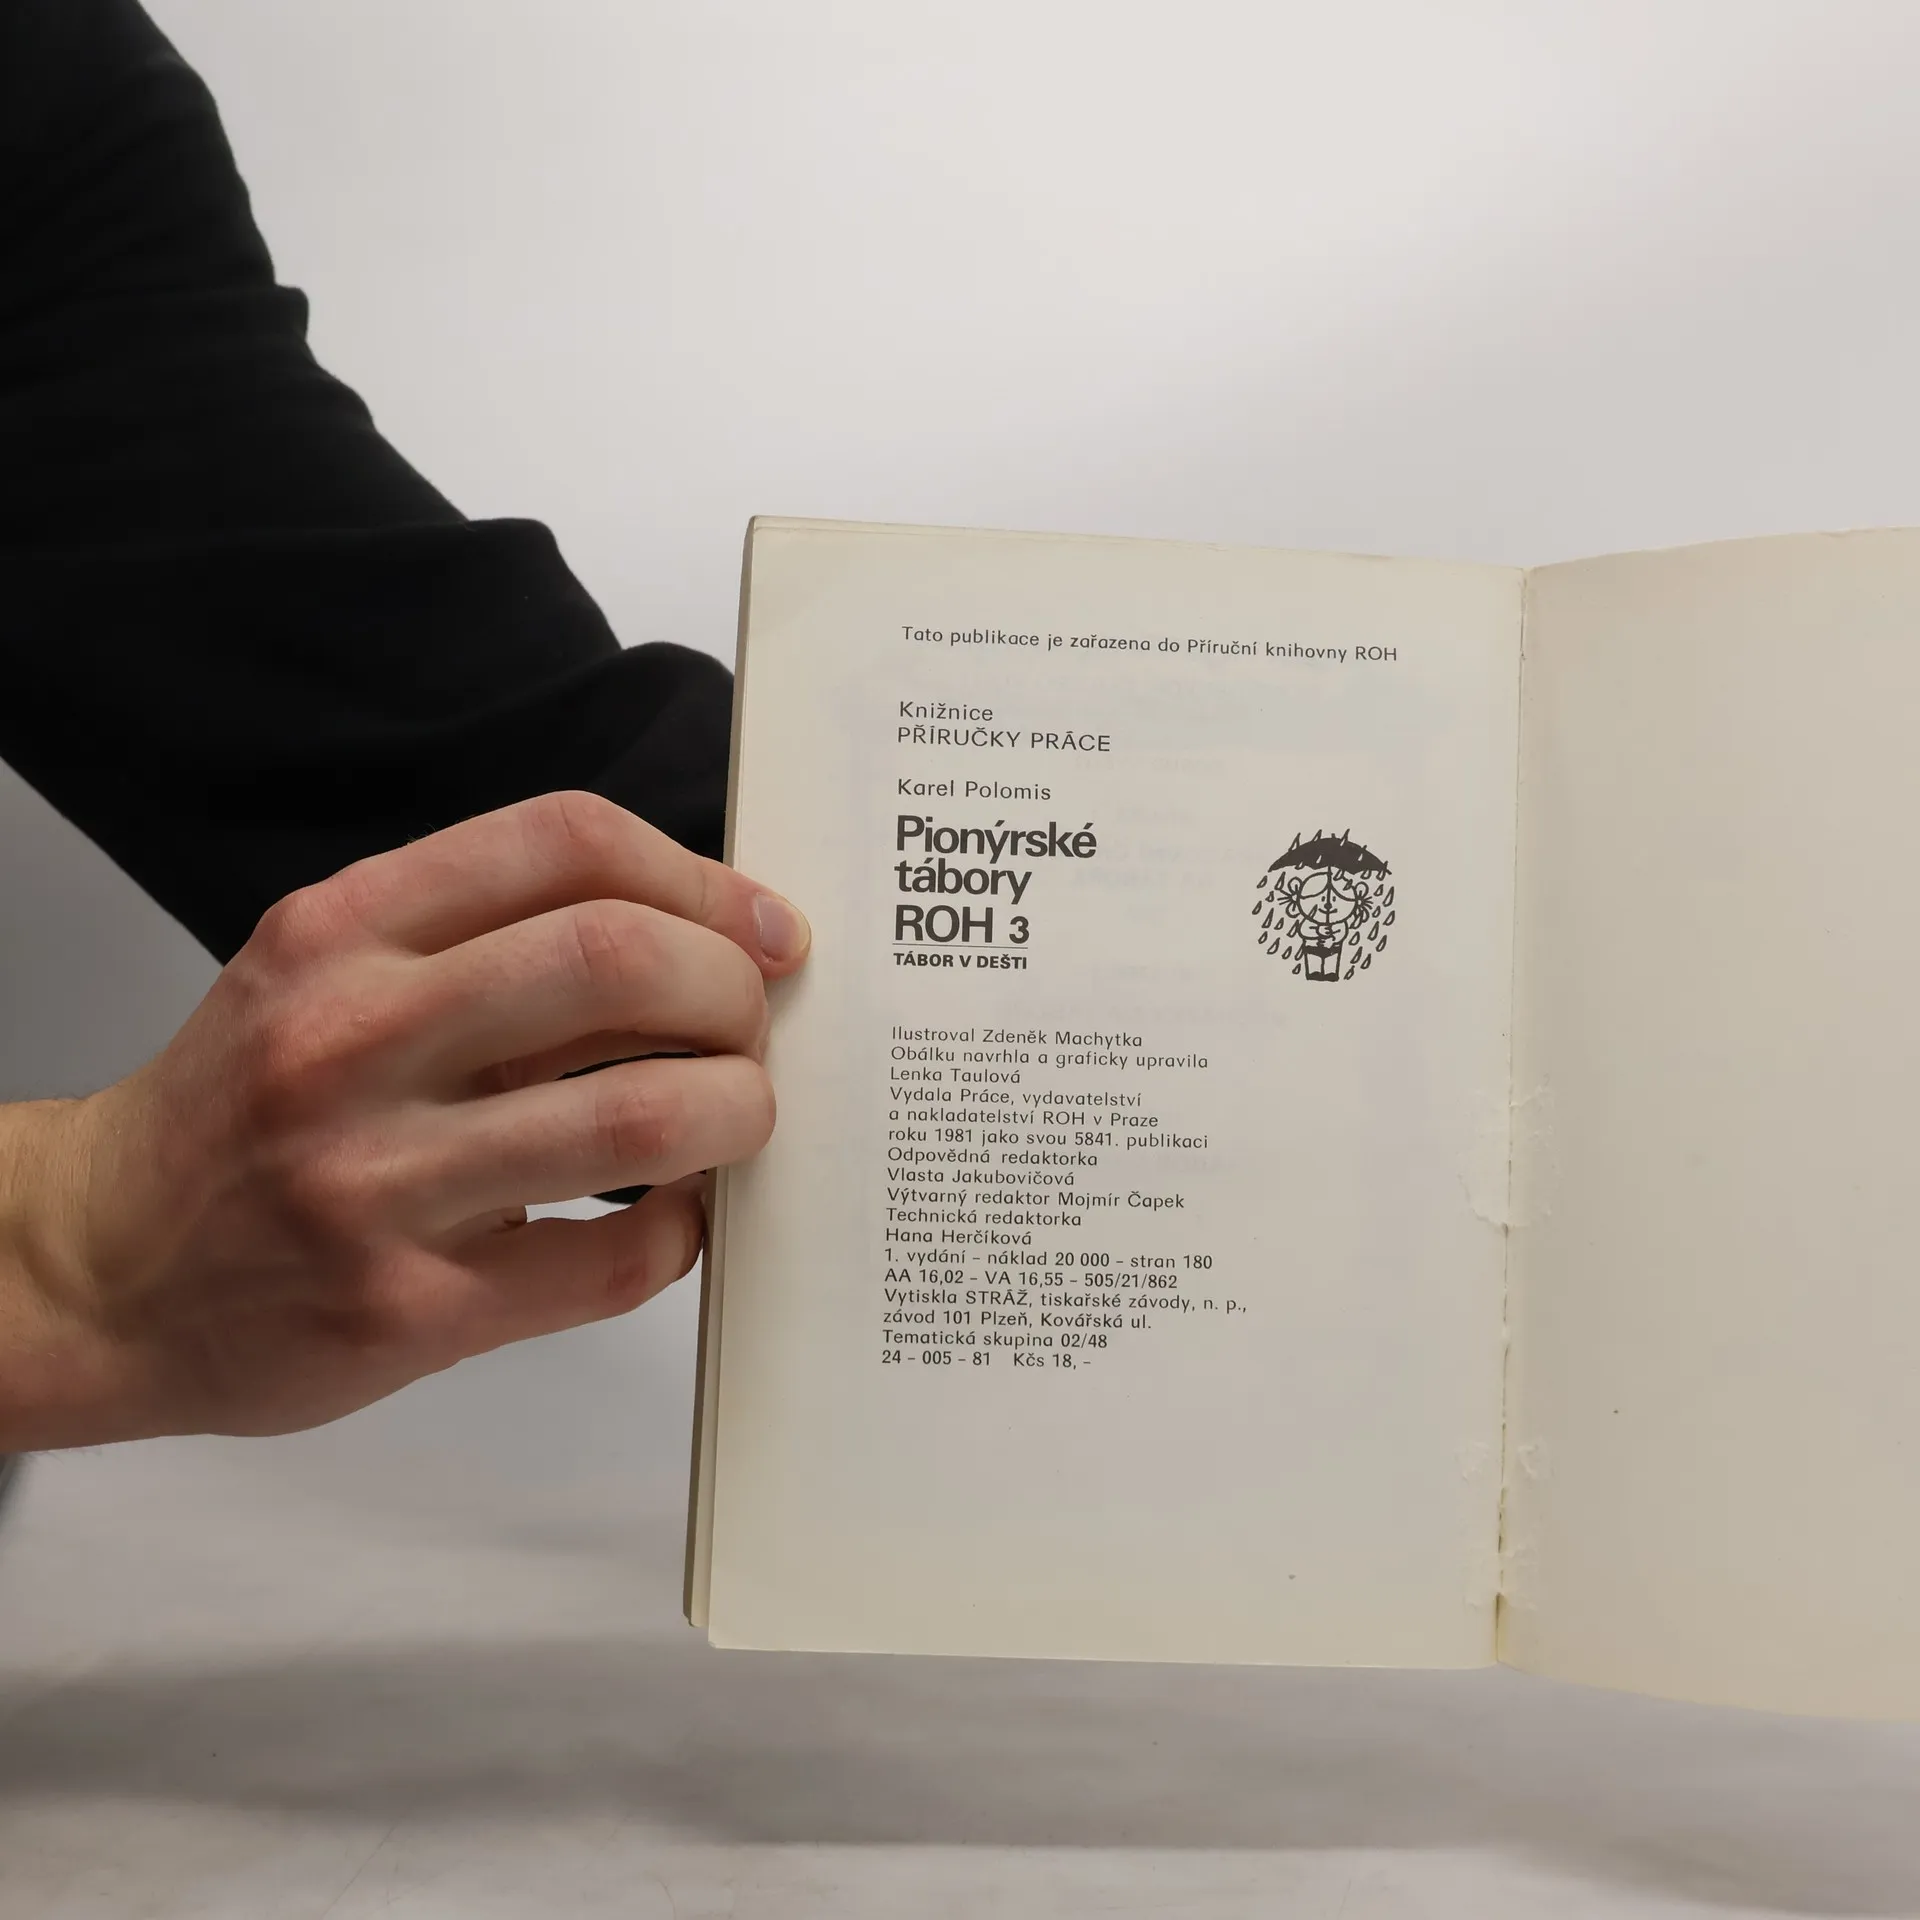 Tato publikace je zařazena do Příruční knihovny ROH
Knižnice
PŘÍRUČKY PRÁCE
Karel Polomis
Pionýrské
tábory
ROH 3
TÁBOR V DEŠTI
Ilustroval Zdeněk Machytka
Obálku navrhla a graficky upravila
Lenka Taulová
Vydala Práce, vydavatelství
a nakladatelství ROH v Praze
roku 1981 jako svou 5841. publikaci
Odpovědná redaktorka
Vlasta Jakubovičová
Výtvarný redaktor Mojmír Čapek
Technická redaktorka
Hana Herčíková
1. vydání – náklad 20 000 – stran 180
AA 16,02 – VA 16,55 – 505/21/862
Vytiskla STRÁŽ, tiskařské závody, n. p.,
závod 101 Plzeň, Kovářská ul.
Tematická skupina 02/48
24 – 005 – 81 Kčs 18, –